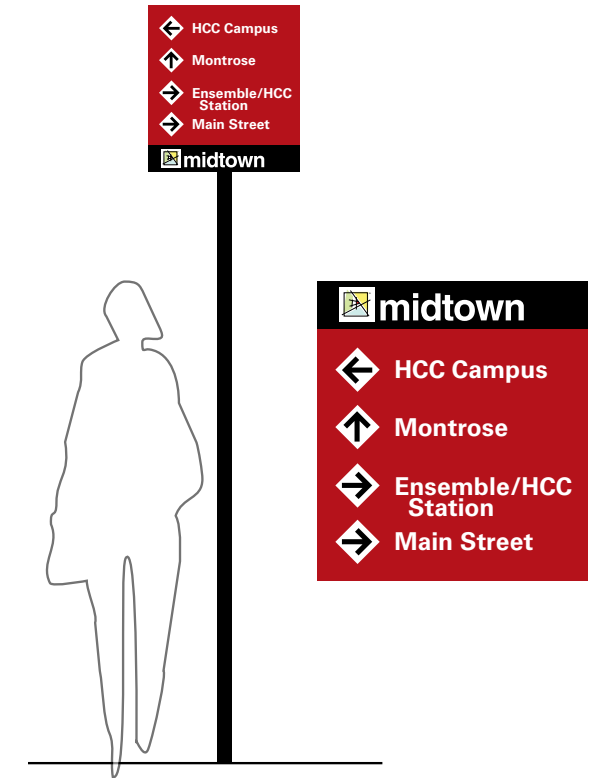 HCC Campus
Montrose
Ensemble/HCC
Station
Main Street
midtown
midtown
HCC Campus
Montrose
Ensemble/HCC
Station
Main Street